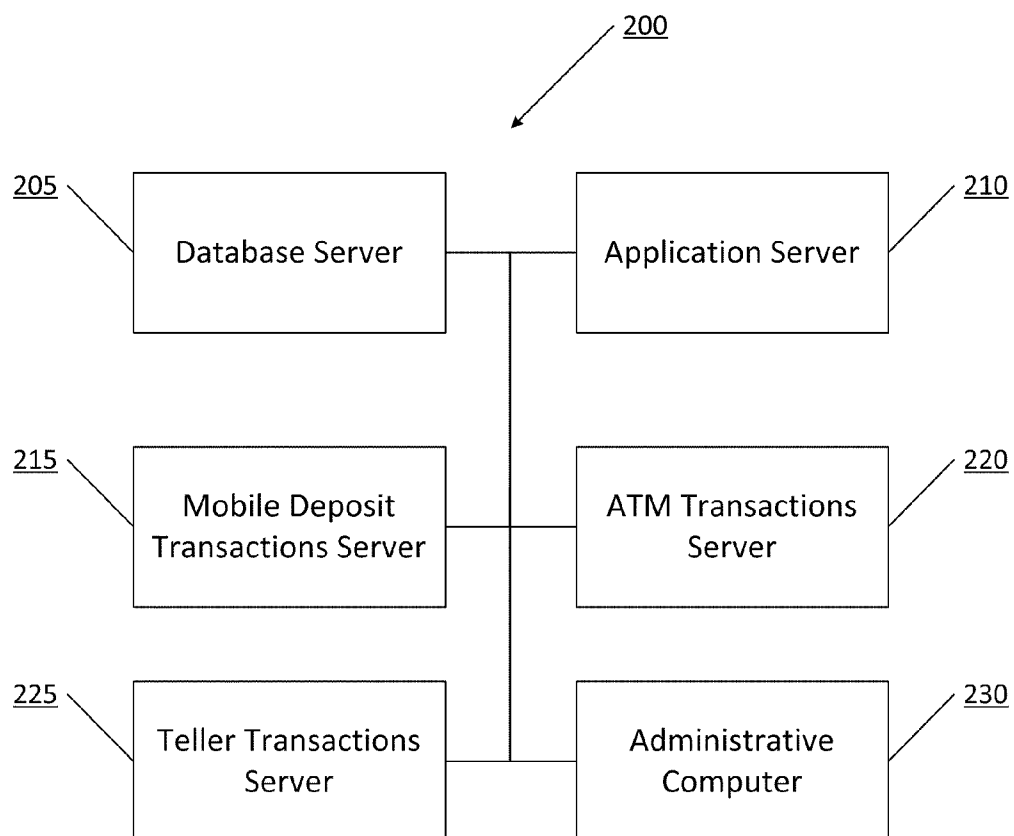 200
205
Database Server
210
Application Server
215
Mobile Deposit
Transactions Server
220
ATM Transactions
Server
225
Teller Transactions
Server
230
Administrative
Computer